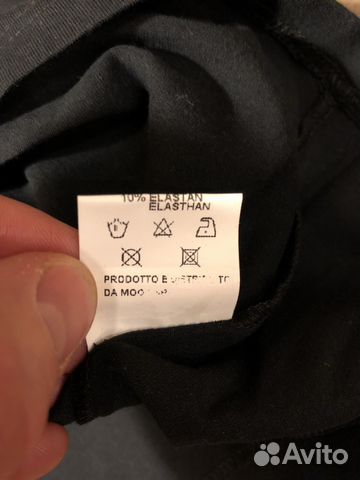 10% ELASTAN
ELASTHAN
PRODOTTO E
DA
Avito